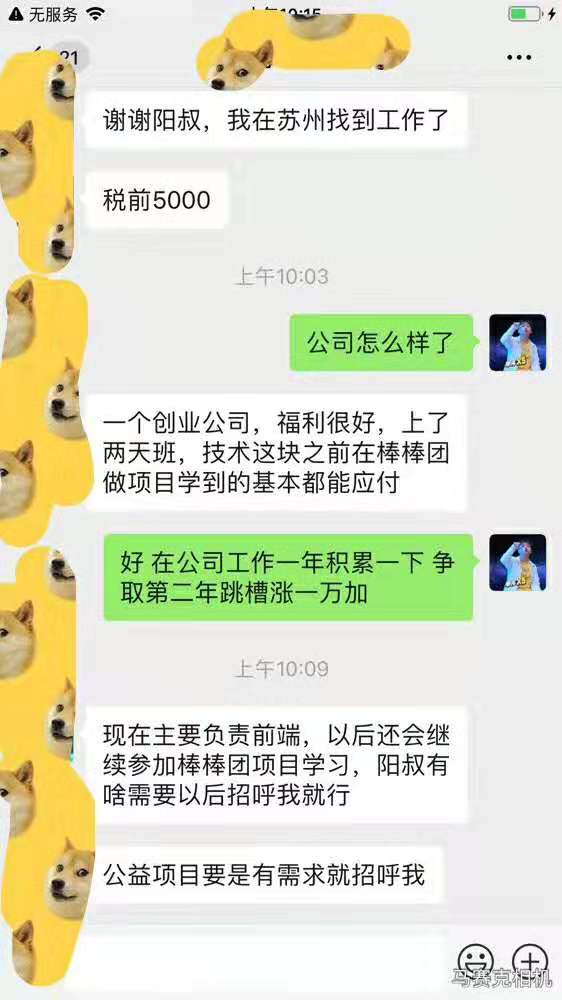 无服务
21
谢谢阳叔，我在苏州找到工作了
税前5000
上午10:03
公司怎么样了
一个创业公司，福利很好，上了
两天班，技术这块之前在棒棒团
做项目学到的基本都能应付
好 在公司工作一年积累一下 争
取第二年跳槽涨一万加
上午10:09
现在主要负责前端，以后还会继
续参加棒棒团项目学习，阳叔有
啥需要以后招呼我就行
公益项目要是有需求就招呼我
马赛克相机